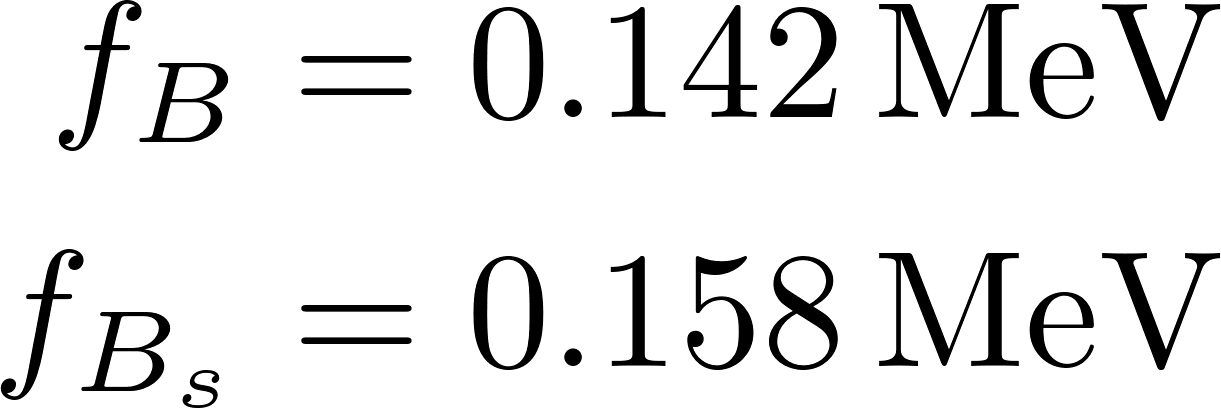 f_B = 0.142 MeV
f_{B_s} = 0.158 MeV